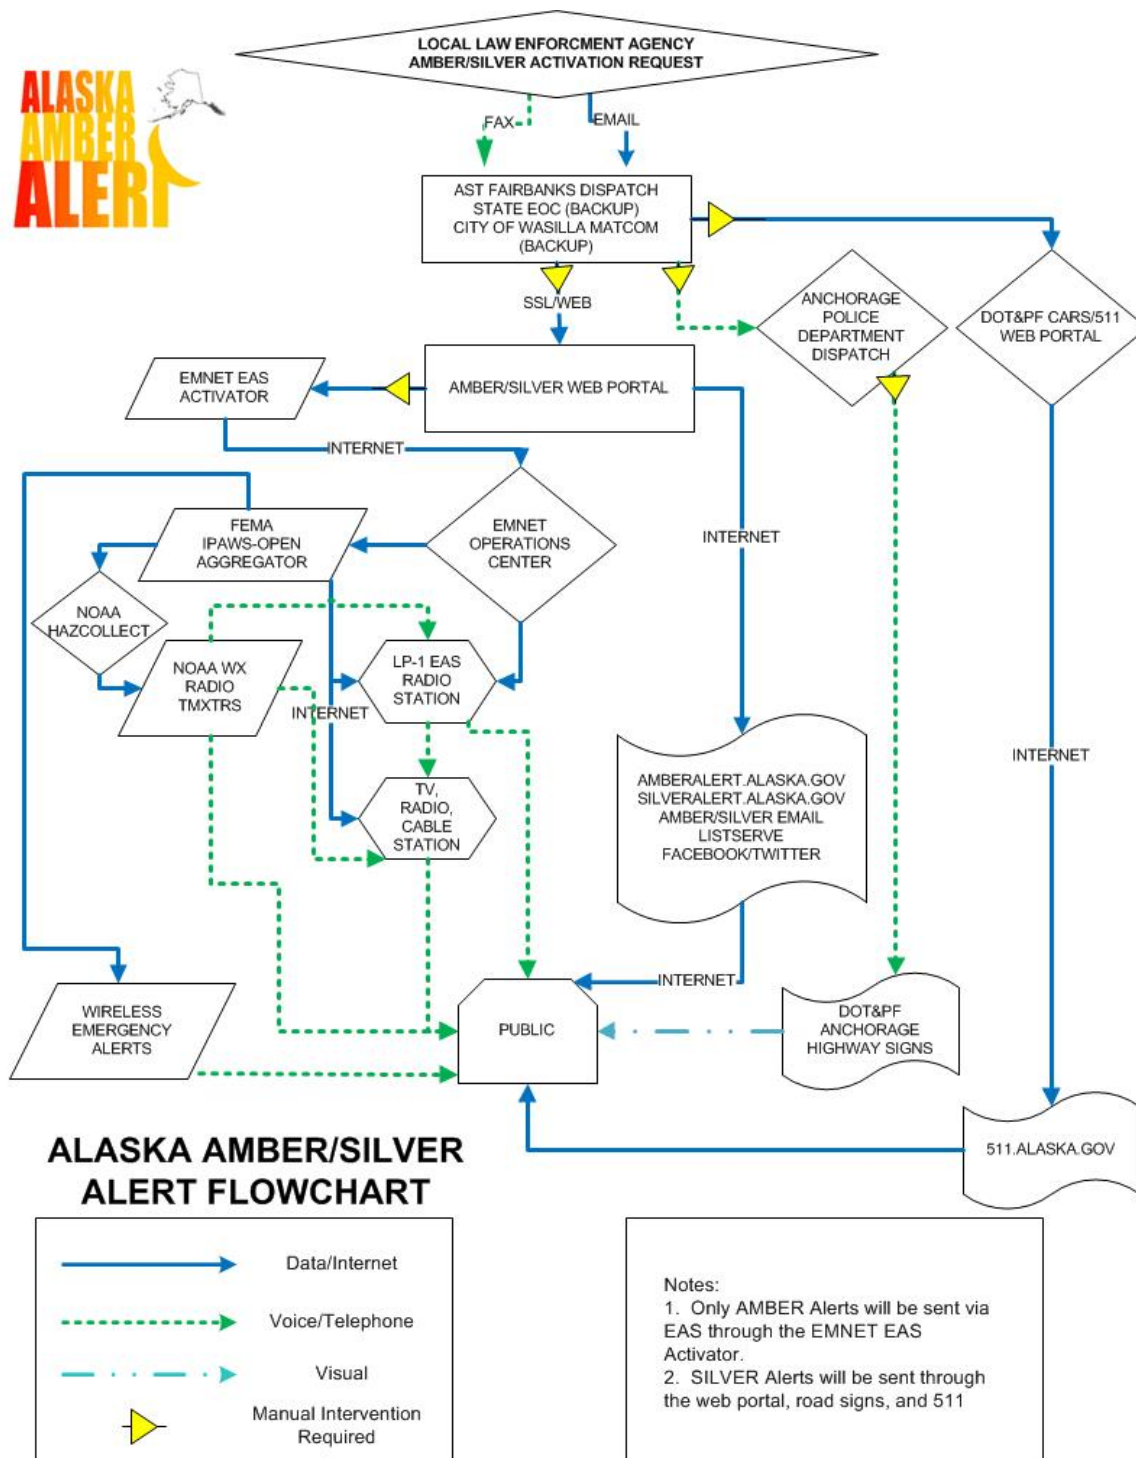 LOCAL LAW ENFORCMENT AGENCY
AMBER/SILVER ACTIVATION REQUEST
ALASKA
AMBER
ALERT
FAX
EMAIL
AST FAIRBANKS DISPATCH
STATE EOC (BACKUP)
CITY OF WASILLA MATCOM
(BACKUP)
SSL/WEB
ANCHORAGE
POLICE
DEPARTMENT
DISPATCH
DOT&PF CARS/511
WEB PORTAL
EMNET EAS
ACTIVATOR
AMBER/SILVER WEB PORTAL
INTERNET
FEMA
IPAWS-OPEN
AGGREGATOR
EMNET
OPERATIONS
CENTER
INTERNET
NOAA
HAZCOLLECT
NOAA WX
RADIO
TMXTRS
LP-1 EAS
RADIO
STATION
INTERNET
INTERNET
TV,
RADIO,
CABLE
STATION
AMBERALERT.ALASKA.GOV
SILVERALERT.ALASKA.GOV
AMBER/SILVER EMAIL
LISTSERVE
FACEBOOK/TWITTER
INTERNET
WIRELESS
EMERGENCY
ALERTS
PUBLIC
DOT&PF
ANCHORAGE
HIGHWAY SIGNS
511.ALASKA.GOV
ALASKA AMBER/SILVER
ALERT FLOWCHART
Data/Internet
Voice/Telephone
Visual
Manual Intervention
Required
Notes:
1. Only AMBER Alerts will be sent via
EAS through the EMNET EAS
Activator.
2. SILVER Alerts will be sent through
the web portal, road signs, and 511